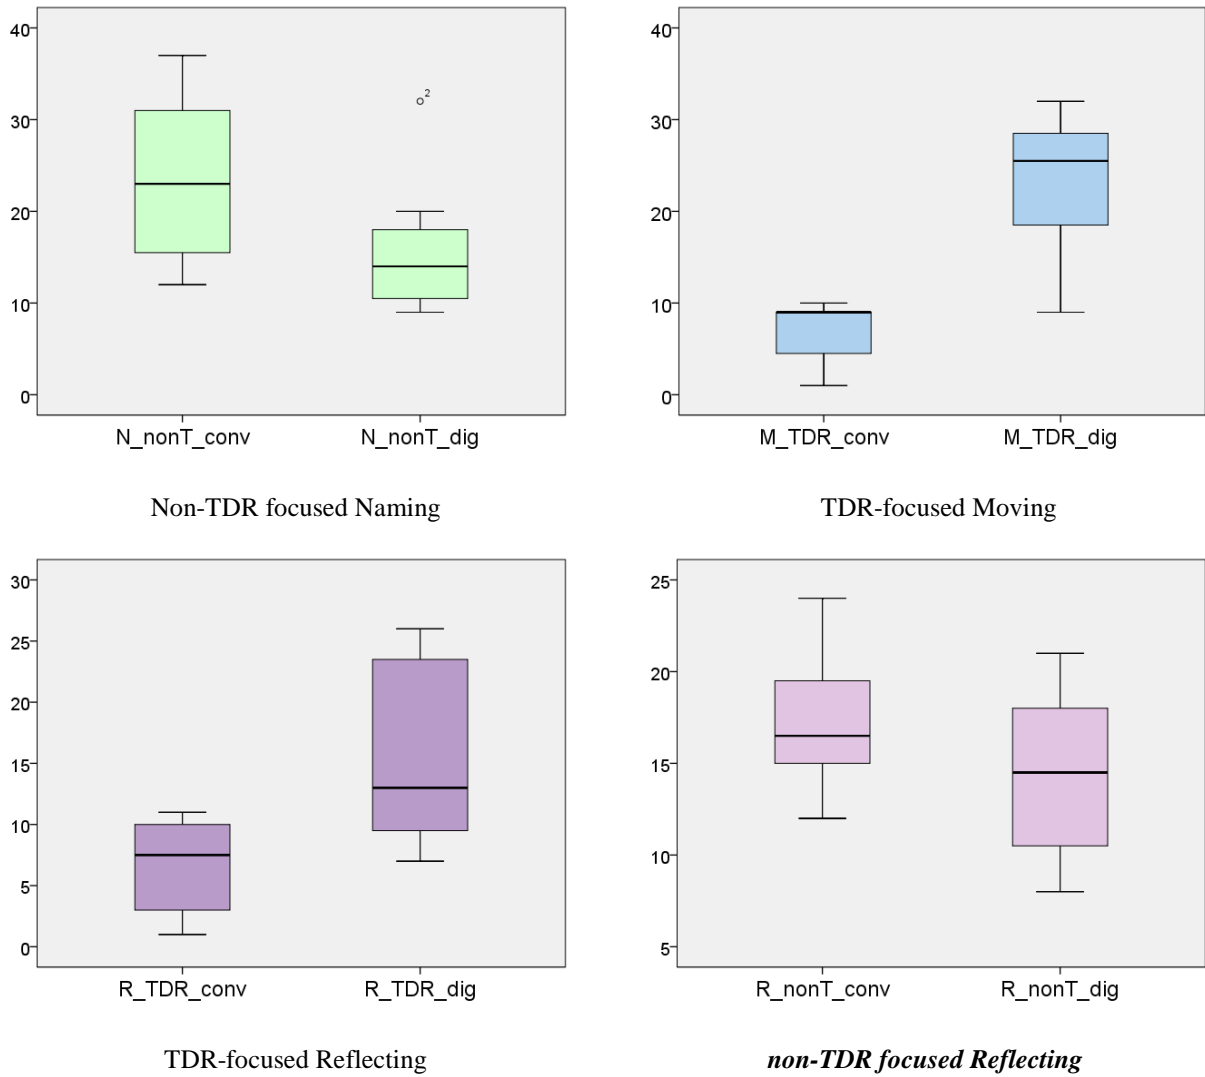 40
30
20
10
0
2
N_nonT_conv N_nonT_dig
Non-TDR focused Naming
40
30
20
10
0
M_TDR_conv M_TDR_dig
TDR-focused Moving
30
25
20
15
10
5
0
R_TDR_conv R_TDR_dig
TDR-focused Reflecting
25
20
15
10
5
R_nonT_conv R_nonT_dig
non-TDR focused Reflecting